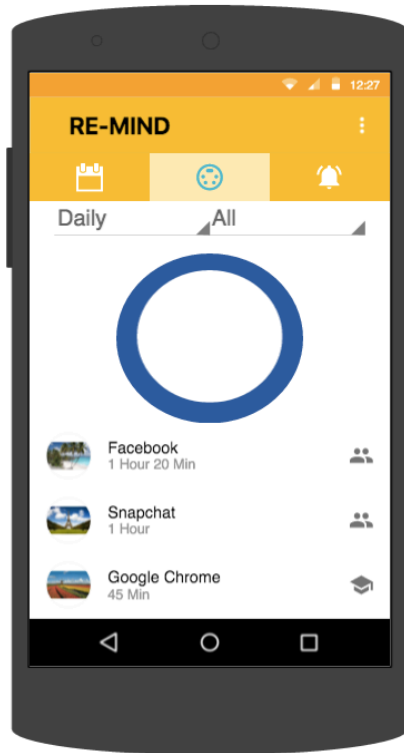 12:27
RE-MIND
Daily
All
Facebook
1 Hour 20 Min
Snapchat
1 Hour
Google Chrome
45 Min